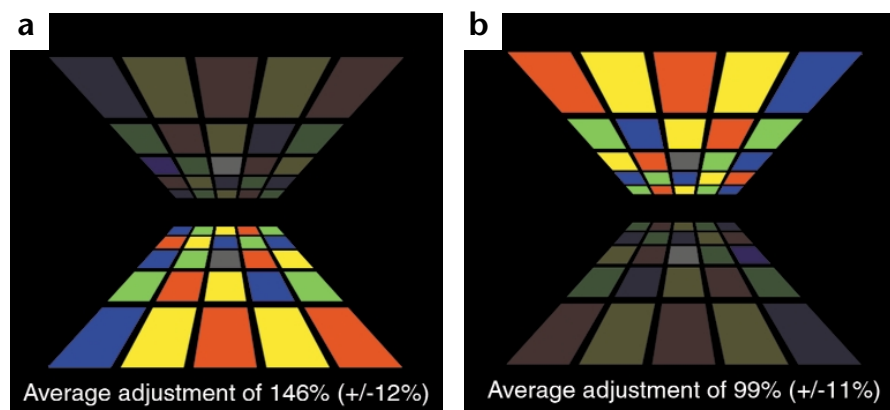 a
b
Average adjustment of 146% (+/-12%)
Average adjustment of 99% (+/-11%)